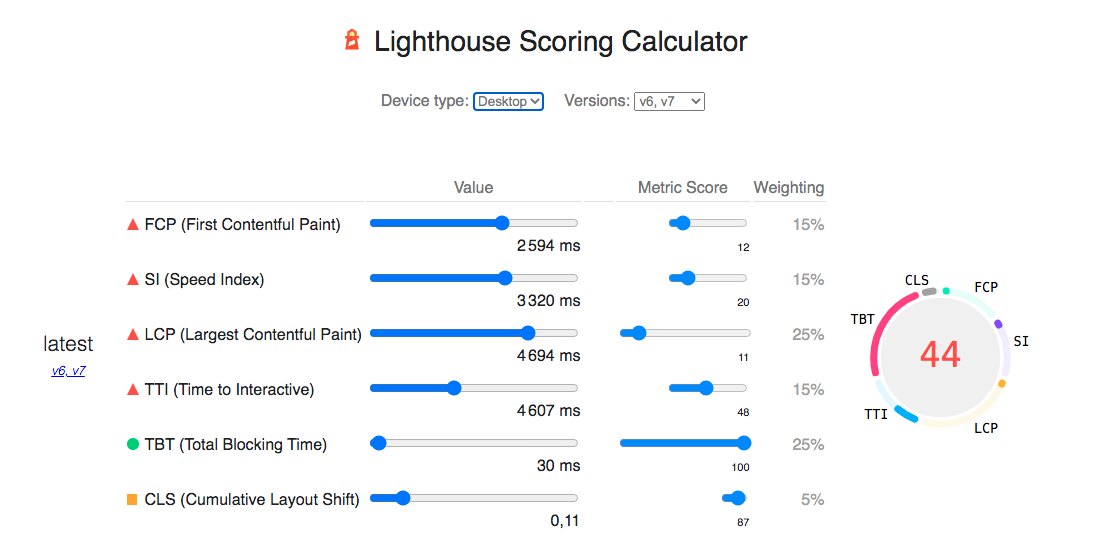 Lighthouse Scoring Calculator
Device type: Desktop Versions: v6, v7
Value Metric Score Weighting
FCP (First Contentful Paint) 15%
2 594 ms 12
SI (Speed Index) 15%
3 320 ms 20
LCP (Largest Contentful Paint) 25%
4 694 ms 11
TTI (Time to Interactive) 15%
4 607 ms 48
TBT (Total Blocking Time) 25%
30 ms 100
CLS (Cumulative Layout Shift) 5%
0,11 87
latest
v6, v7
CLS FCP
TBT
SI
44
TTI
LCP